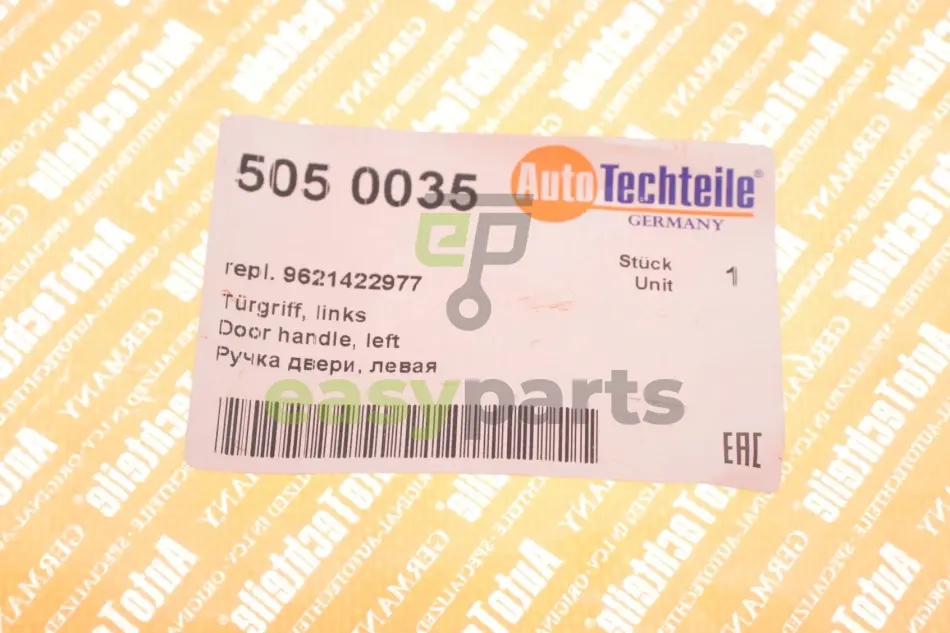 505 0035
AutoTechteile®
GERMANY
repl. 9621422977
Stück 1
Unit
Türgriff, links
Door handle, left
Ручка двери, левая
easyparts
EAC